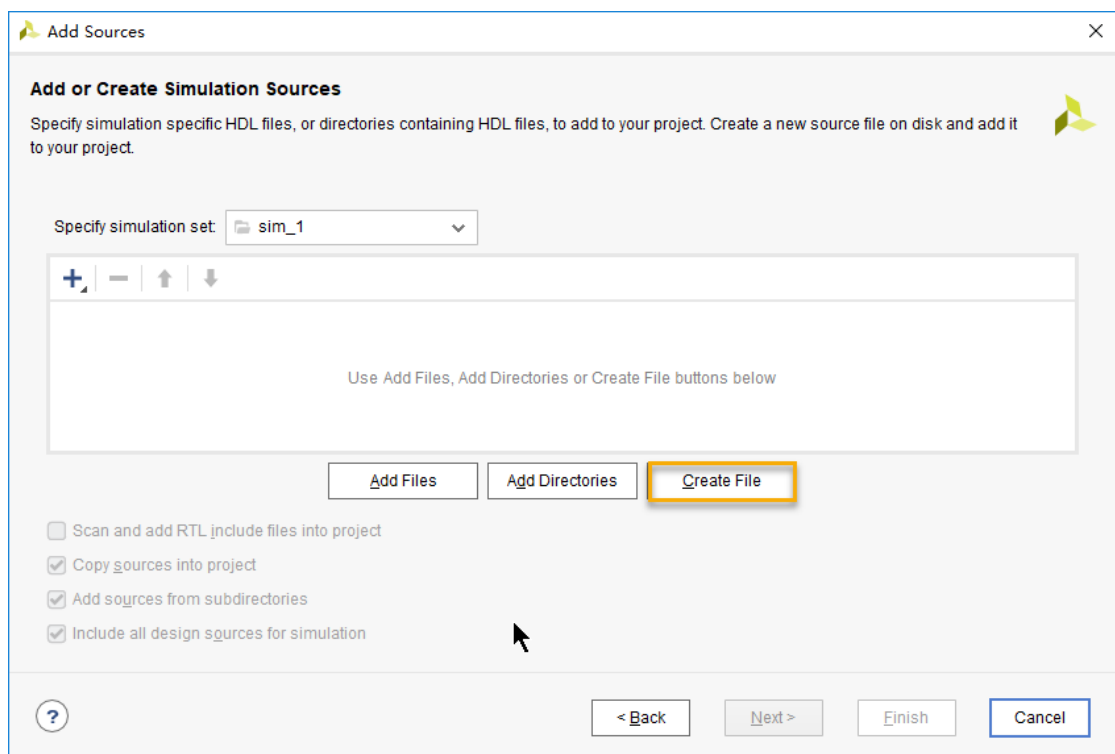 Add Sources
Add or Create Simulation Sources
Specify simulation specific HDL files, or directories containing HDL files, to add to your project. Create a new source file on disk and add it
to your project.
Specify simulation set: sim_1
Use Add Files, Add Directories or Create File buttons below
Add Files Add Directories Create File
Scan and add RTL include files into project
Copy sources into project
Add sources from subdirectories
Include all design sources for simulation
? < Back Next > Finish Cancel